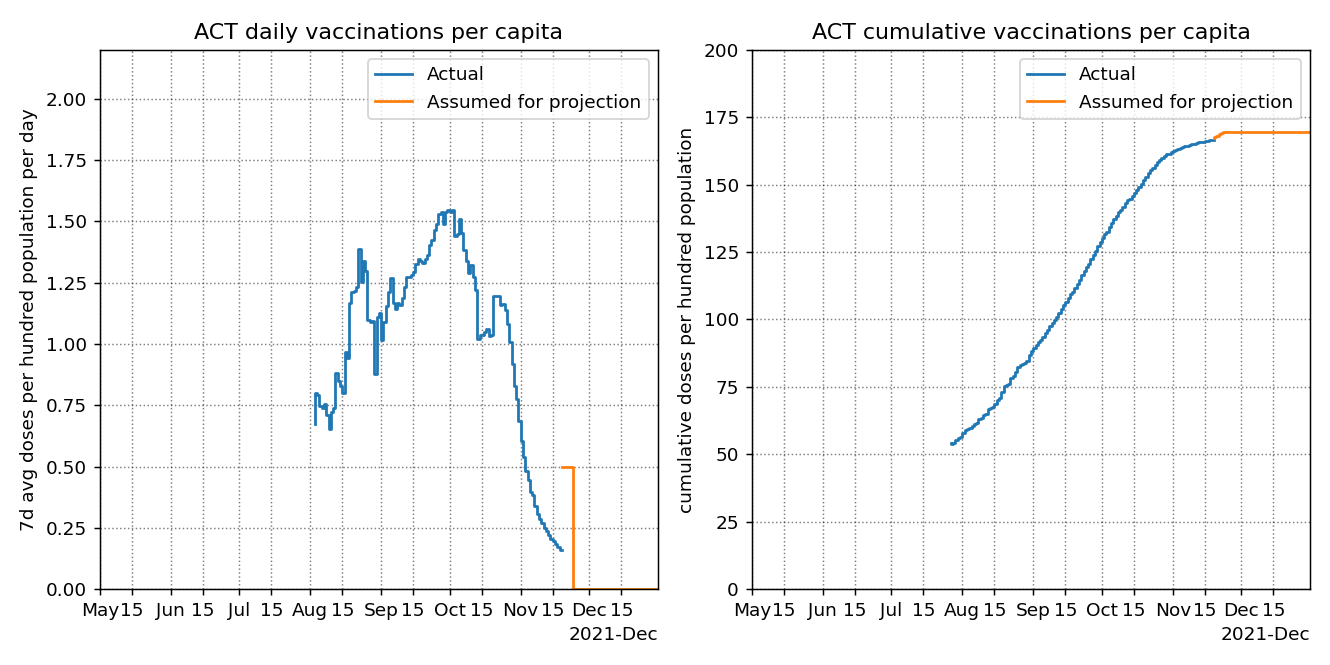 ACT daily vaccinations per capita
Actual
Assumed for projection
7d avg doses per hundred population per day
2.00
1.75
1.50
1.25
1.00
0.75
0.50
0.25
0.00
May 15 Jun 15 Jul 15 Aug 15 Sep 15 Oct 15 Nov 15 Dec 15
2021-Dec
ACT cumulative vaccinations per capita
Actual
Assumed for projection
cumulative doses per hundred population
200
175
150
125
100
75
50
25
0
May 15 Jun 15 Jul 15 Aug 15 Sep 15 Oct 15 Nov 15 Dec 15
2021-Dec